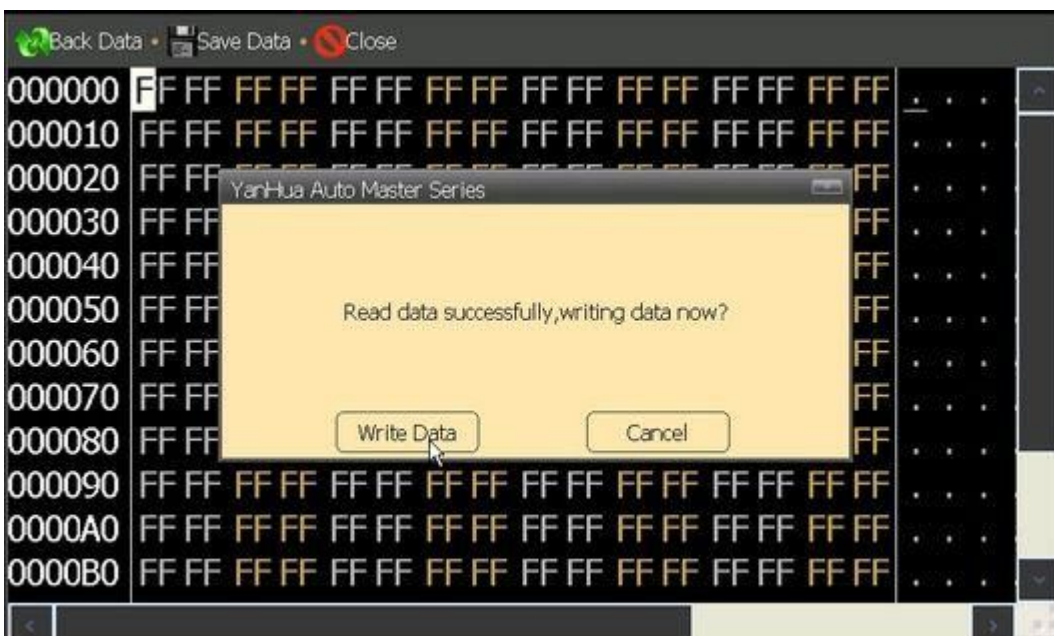 Back Data • Save Data • Close
000000 FF FF FF FF FF FF FF FF FF FF FF FF FF FF FF FF . . .
000010 FF FF FF FF FF FF FF FF FF FF FF FF FF FF FF FF . . .
000020 FF FF
YanHua Auto Master Series
FF . . .
000030 FF FF FF . . .
000040 FF FF FF . . .
000050 FF FF Read data successfully,writing data now? FF . . .
000060 FF FF FF . . .
000070 FF FF FF . . .
000080 FF FF Write Data Cancel FF . . .
000090 FF FF FF FF FF FF FF FF FF FF FF FF FF FF FF FF . . .
0000A0 FF FF FF FF FF FF FF FF FF FF FF FF FF FF FF FF . . .
0000B0 FF FF FF FF FF FF FF FF FF FF FF FF FF FF FF FF . . .